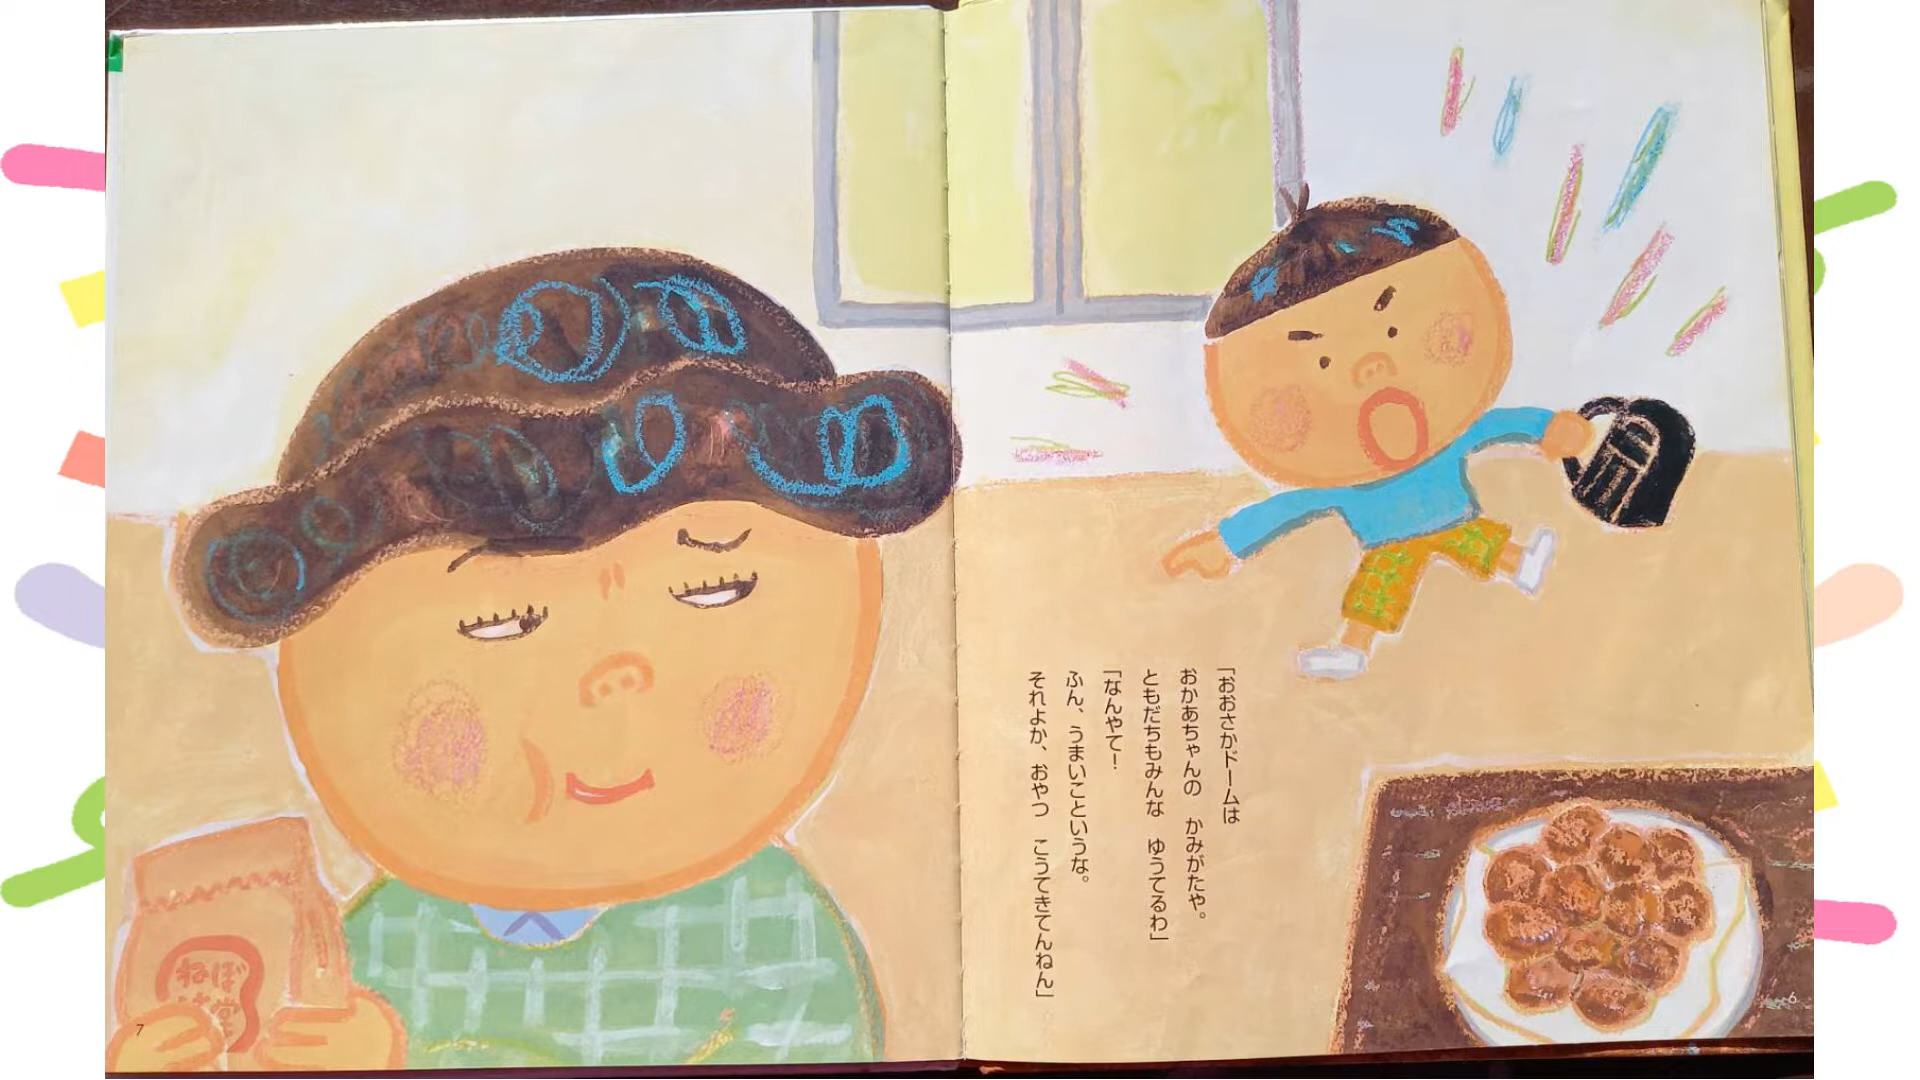 「おおさかドームは
おかあちゃんの　かみがたや。
ともだちもみんな　ゆうてるわ」
「なんやて！
ふん、うまいこというな。
それよか、おやつ　こうてきてんねん」
7
6